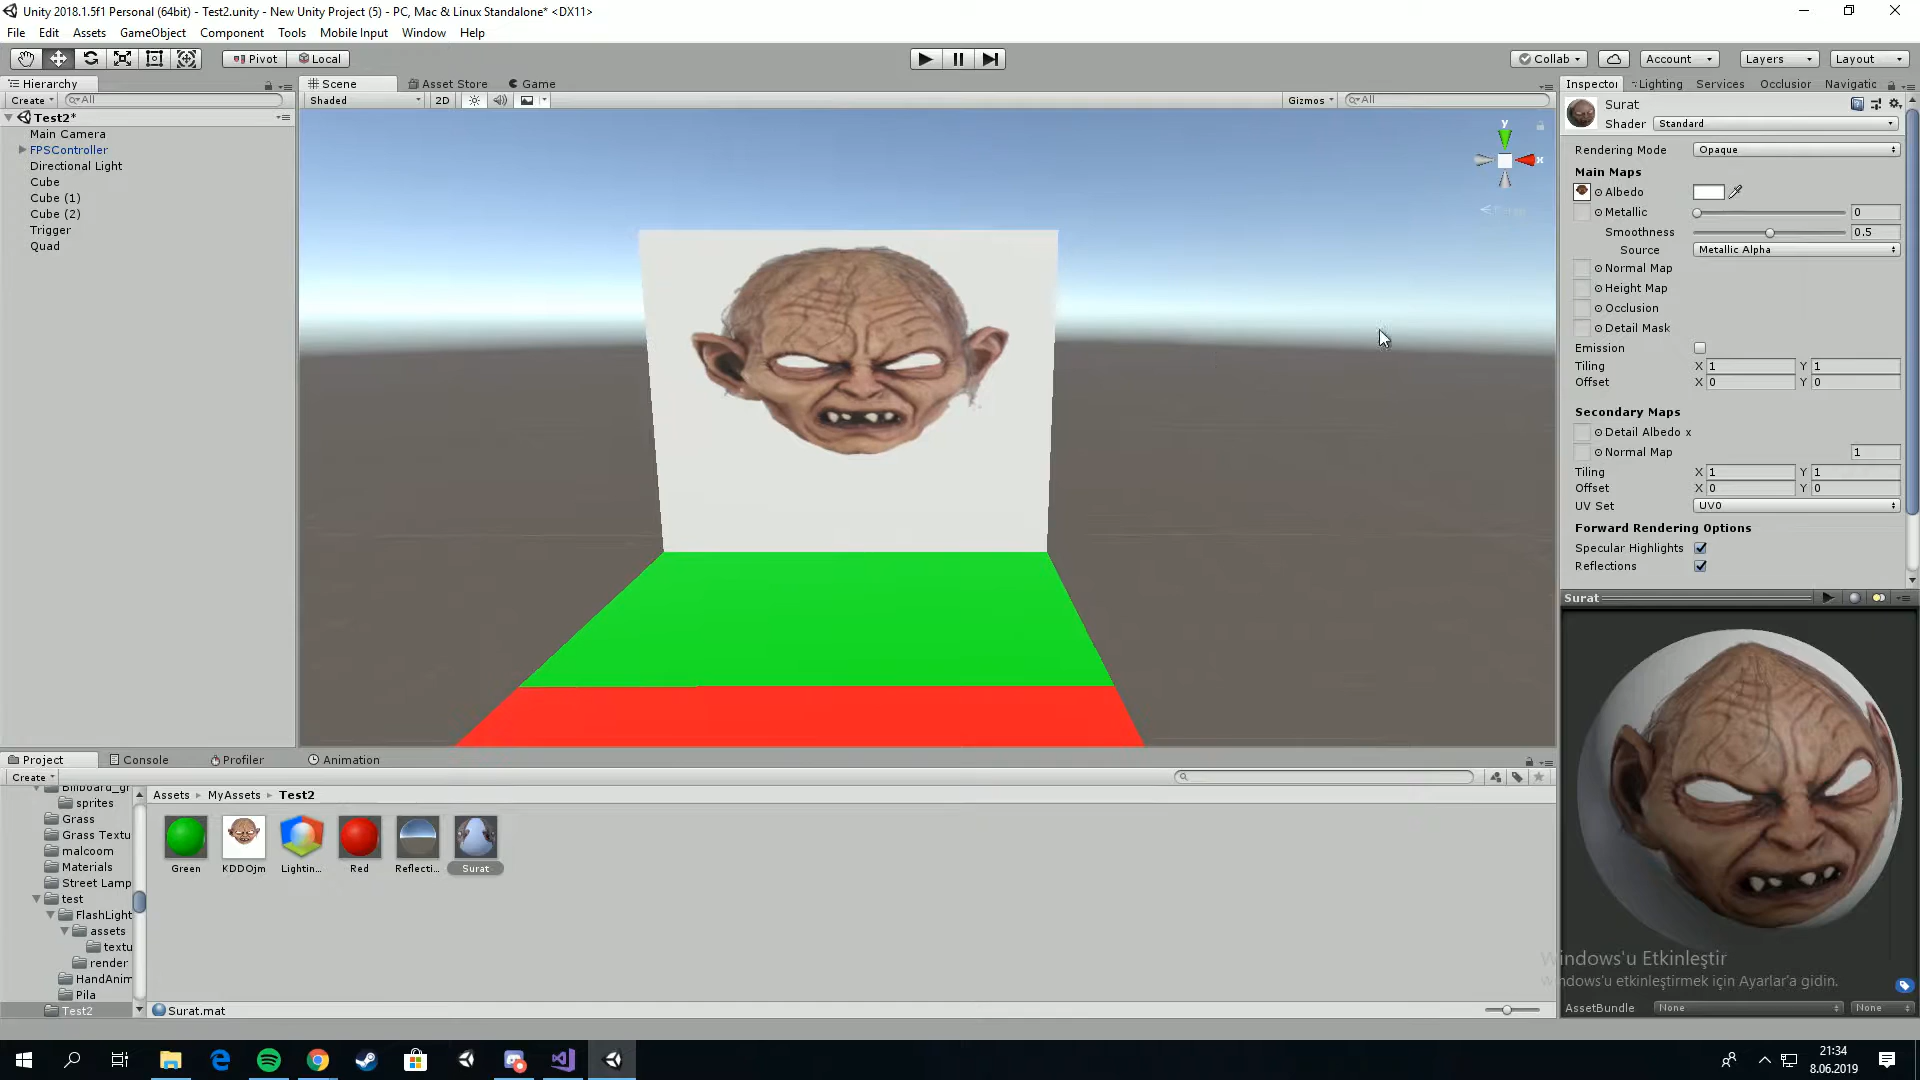 Unity 2018.1.5f1 Personal (64bit) - Test2.unity - New Unity Project (5) - PC, Mac & Linux Standalone* <DX11>
File Edit Assets GameObject Component Tools Mobile Input Window Help
Pivot Local Collab Account Layers Layout
Hierarchy
Create All
Test2*
Main Camera
FPSController
Directional Light
Cube
Cube (1)
Cube (2)
Trigger
Quad
Scene Asset Store Game
Shaded 2D Gizmos All
y
x
Inspector Lighting Services Occlusior Navigatic
Surat
Shader Standard
Rendering Mode Opaque
Main Maps
Albedo
Metallic 0
Smoothness 0.5
Source Metallic Alpha
Normal Map
Height Map
Occlusion
Detail Mask
Emission
Tiling X 1 Y 1
Offset X 0 Y 0
Secondary Maps
Detail Albedo x
Normal Map 1
Tiling X 1 Y 1
Offset X 0 Y 0
UV Set UV0
Forward Rendering Options
Specular Highlights
Reflections
Surat
Windows'u Etkinleştir
Windows'u etkinleştirmek için Ayarlar'a gidin.
AssetBundle None None
Project Console Profiler Animation
Create
Billboard_gr
sprites
Grass
Grass Textu
malcoom
Materials
Street Lamp
test
FlashLight
assets
textu
render
HandAnim
Pila
Test2
Assets MyAssets Test2
Green KDDOjm Lightin... Red Reflecti... Surat
Surat.mat
21:34
8.06.2019